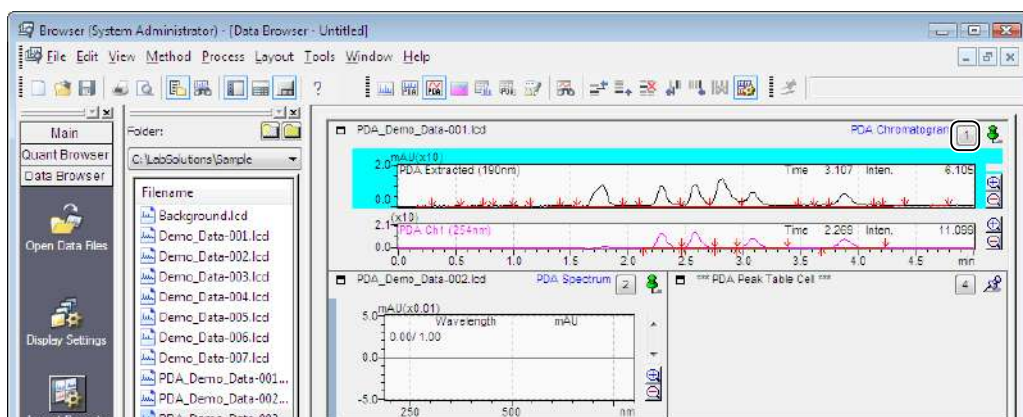 Browser (System Administrator) - [Data Browser - Untitled]
File Edit View Method Process Layout Tools Window Help
Main
Quant Browser
Data Browser
Open Data Files
Display Settings
Folder:
C:\LabSolutions\Sample
Filename
Background.lcd
Demo_Data-001.lcd
Demo_Data-002.lcd
Demo_Data-003.lcd
Demo_Data-004.lcd
Demo_Data-005.lcd
Demo_Data-006.lcd
Demo_Data-007.lcd
PDA_Demo_Data-001...
PDA_Demo_Data-002...
PDA_Demo_Data-001.lcd PDA Chromatogram 1
mAU(x10)
2.0 PDA Extracted (190nm) Time 3.107 Inten. 6.105
0.0
(x10)
2.1 PDA Ch1 (254nm) Time 2.269 Inten. 11.099
0.0
0.0 0.5 1.0 1.5 2.0 2.5 3.0 3.5 4.0 4.5 min
PDA_Demo_Data-002.lcd PDA Spectrum 2
mAU(x0.01)
5.0 Wavelength mAU
0.00/ 1.00
0.0
-5.0
250 500 nm
*** PDA Peak Table Cell *** 4